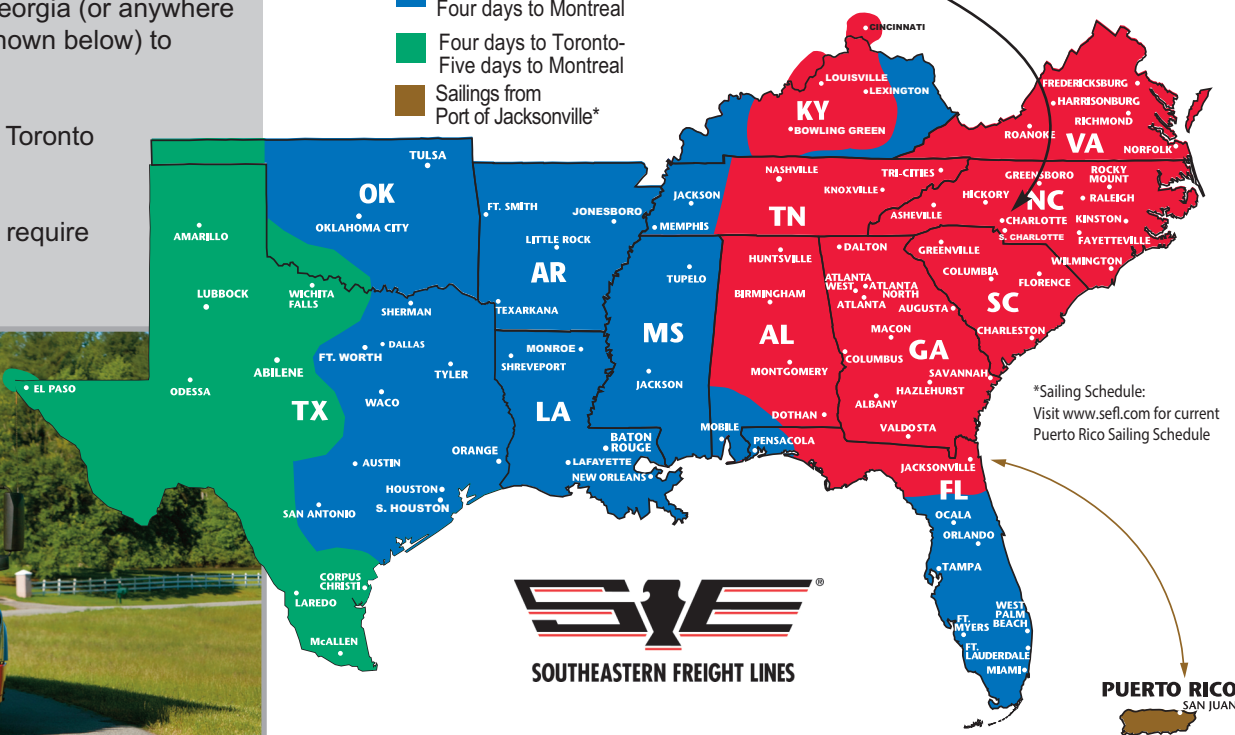 eorgia (or anywhere
hown below) to
Toronto
require
Four days to Montreal
Four days to Toronto-
Five days to Montreal
Sailings from
Port of Jacksonville*
CINCINNATI
LOUISVILLE
LEXINGTON
KY
BOWLING GREEN
FREDERICKSBURG
HARRISONBURG
RICHMOND
ROANOKE
VA
NORFOLK
TULSA
OK
OKLAHOMA CITY
FT. SMITH
JONESBORO
LITTLE ROCK
AR
TEXARKANA
JACKSON
MEMPHIS
NASHVILLE
TRI-CITIES
KNOXVILLE
TN
GREENSBORO
ROCKY
MOUNT
HICKORY
NC
RALEIGH
ASHEVILLE
CHARLOTTE
KINSTON
S. CHARLOTTE
FAYETTEVILLE
WILMINGTON
AMARILLO
LUBBOCK
WICHITA
FALLS
SHERMAN
DALLAS
FT. WORTH
ABILENE
TYLER
EL PASO
ODESSA
WACO
TX
AUSTIN
ORANGE
HOUSTON
S. HOUSTON
SAN ANTONIO
CORPUS
CHRISTI
LAREDO
McALLEN
MONROE
SHREVEPORT
LA
BATON
ROUGE
LAFAYETTE
NEW ORLEANS
TUPELO
MS
JACKSON
HUNTSVILLE
BIRMINGHAM
AL
MONTGOMERY
DOTHAN
MOBILE
PENSACOLA
DALTON
ATLANTA
WEST
ATLANTA
NORTH
ATLANTA
AUGUSTA
MACON
GA
COLUMBUS
SAVANNAH
HAZLEHURST
ALBANY
VALDOSTA
GREENVILLE
COLUMBIA
FLORENCE
SC
CHARLESTON
JACKSONVILLE
FL
OCALA
ORLANDO
TAMPA
WEST
PALM
BEACH
FT.
MYERS
FT.
LAUDERDALE
MIAMI
*Sailing Schedule:
Visit www.sefl.com for current
Puerto Rico Sailing Schedule
SE®
SOUTHEASTERN FREIGHT LINES
PUERTO RICO
SAN JUAN